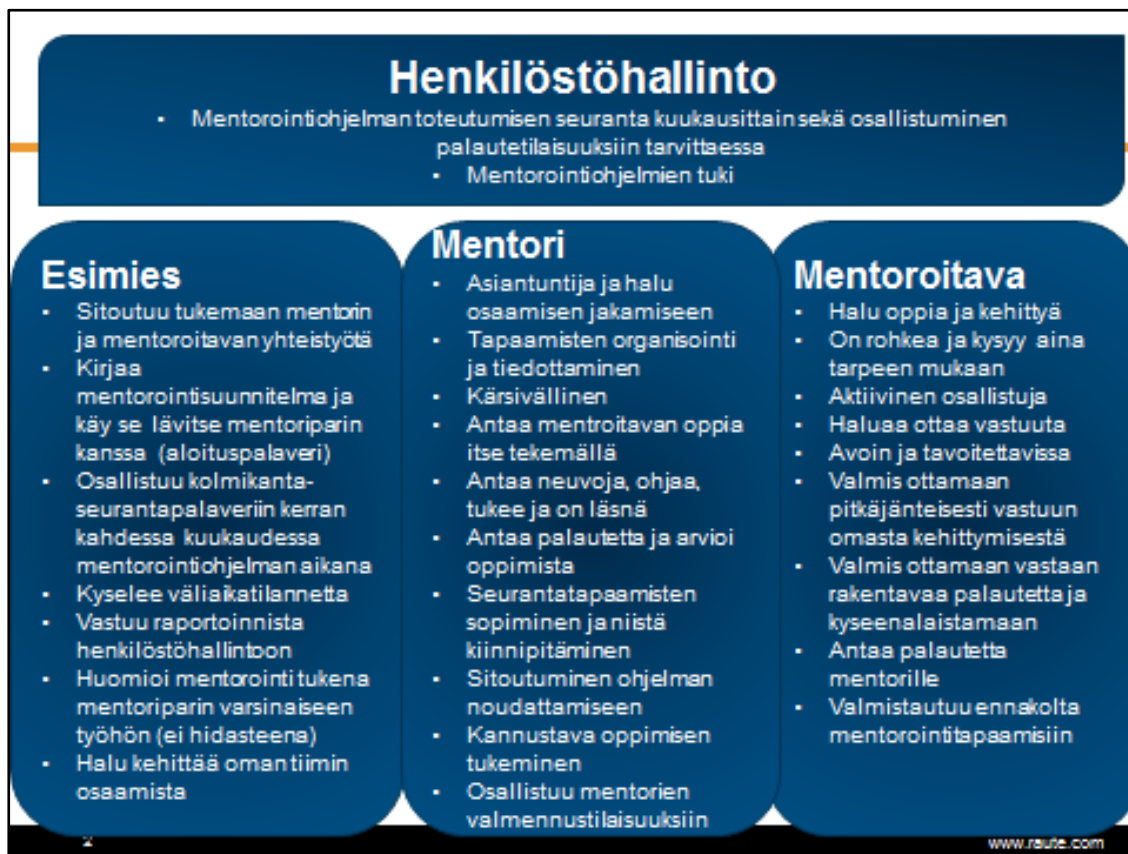 Henkilöstöhallinto
• Mentorointiohjelman toteutumisen seuranta kuukausittain sekä osallistuminen
palautetilaisuuksiin tarvittaessa
• Mentorointiohjelmien tuki
Esimies
• Sitoutuu tukemaan mentorin
ja mentoroitavan yhteistyötä
• Kirjaa
mentorointisuunnitelma ja
käy se lävitse mentoriparin
kanssa (aloituspalaveri)
• Osallistuu kolmikanta-
seurantapalaveriin kerran
kahdessa kuukaudessa
mentorointiohjelman aikana
• Kyselee väliaikatilannetta
• Vastuu raportoinnista
henkilöstöhallintoon
• Huomioi mentorointi tukena
mentoriparin varsinaiseen
työhön (ei hidasteena)
• Halu kehittää oman tiimin
osaamista
Mentori
• Asiantuntija ja halu
osaamisen jakamiseen
• Tapaamisten organisointi
ja tiedottaminen
• Kärsivällinen
• Antaa mentroitavan oppia
itse tekemällä
• Antaa neuvoja, ohjaa,
tukee ja on läsnä
• Antaa palautetta ja arvioi
oppimista
• Seurantatapaamisten
sopiminen ja niistä
kiinnipitäminen
• Sitoutuminen ohjelman
noudattamiseen
• Kannustava oppimisen
tukeminen
• Osallistuu mentorien
valmennustilaisuuksiin
Mentoroitava
• Halu oppia ja kehittyä
• On rohkea ja kysyy aina
tarpeen mukaan
• Aktiivinen osallistuja
• Haluaa ottaa vastuuta
• Avoin ja tavoitettavissa
• Valmis ottamaan
pitkäjänteisesti vastuun
omasta kehittymisestä
• Valmis ottamaan vastaan
rakentavaa palautetta ja
kyseenalaistamaan
• Antaa palautetta
mentorille
• Valmistautuu ennakolta
mentorointitapaamisiin
2
www.raute.com